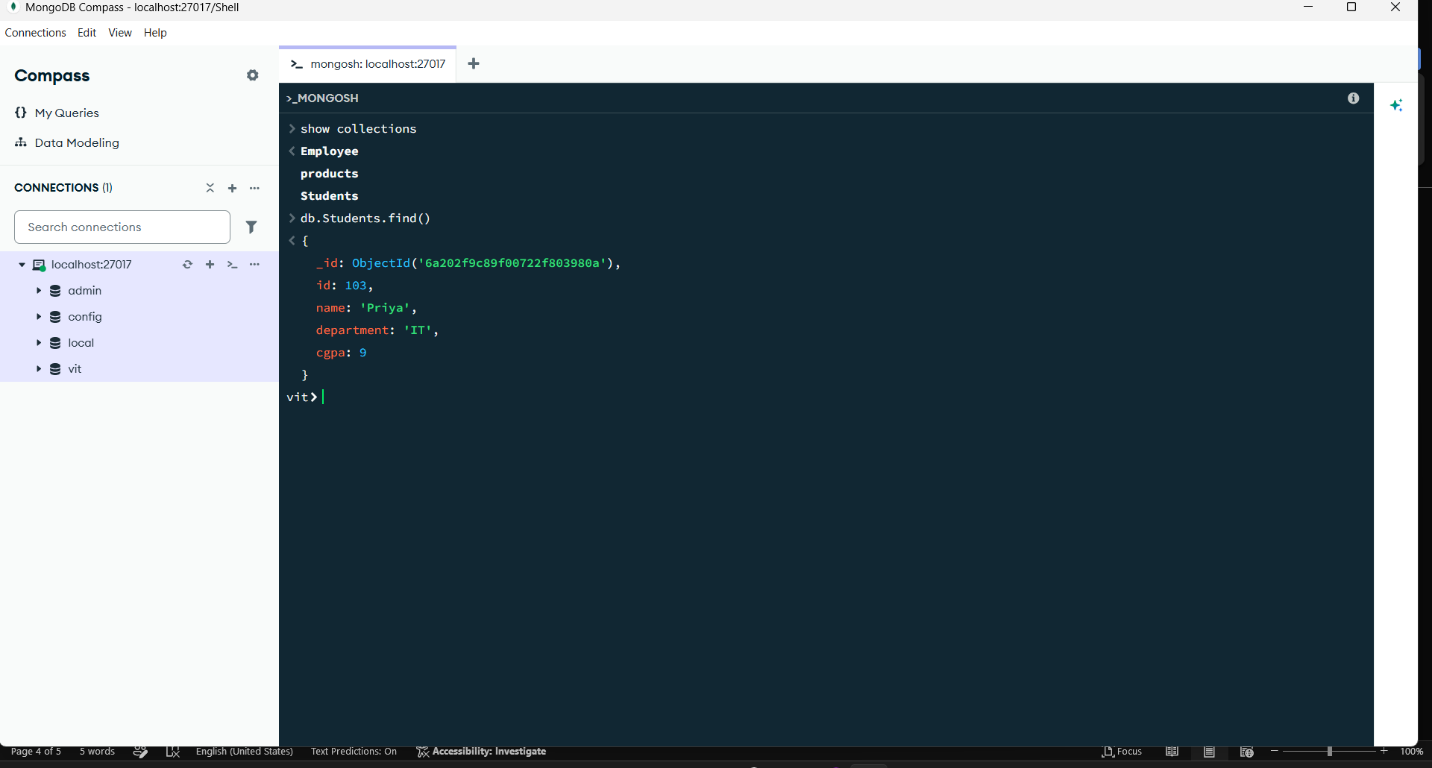 MongoDB Compass - localhost:27017/Shell
Connections Edit View Help
Compass
{} My Queries
Data Modeling
CONNECTIONS (1)
Search connections
localhost:27017
admin
config
local
vit
>_ mongosh: localhost:27017 +
>_MONGOSH
> show collections
< Employee
products
Students
> db.Students.find()
< {
_id: ObjectId('6a202f9c89f00722f803980a'),
id: 103,
name: 'Priya',
department: 'IT',
cgpa: 9
}
vit>
Page 4 of 5 5 words English (United States) Text Predictions: On Accessibility: Investigate Focus 100%